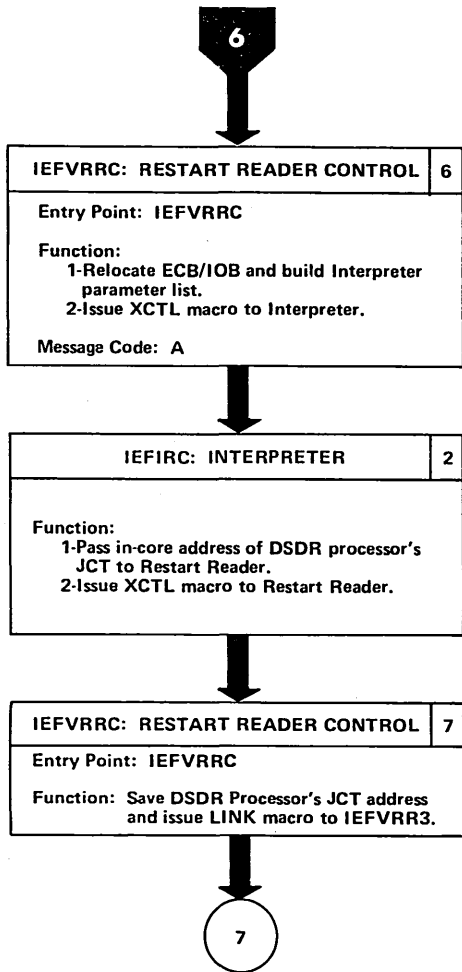 6
IEFVRRC: RESTART READER CONTROL 6
Entry Point: IEFVRRC
Function:
1-Relocate ECB/IOB and build Interpreter
parameter list.
2-Issue XCTL macro to Interpreter.
Message Code: A
IEFIRC: INTERPRETER 2
Function:
1-Pass in-core address of DSDR processor's
JCT to Restart Reader.
2-Issue XCTL macro to Restart Reader.
IEFVRRC: RESTART READER CONTROL 7
Entry Point: IEFVRRC
Function: Save DSDR Processor's JCT address
and issue LINK macro to IEFVRR3.
7